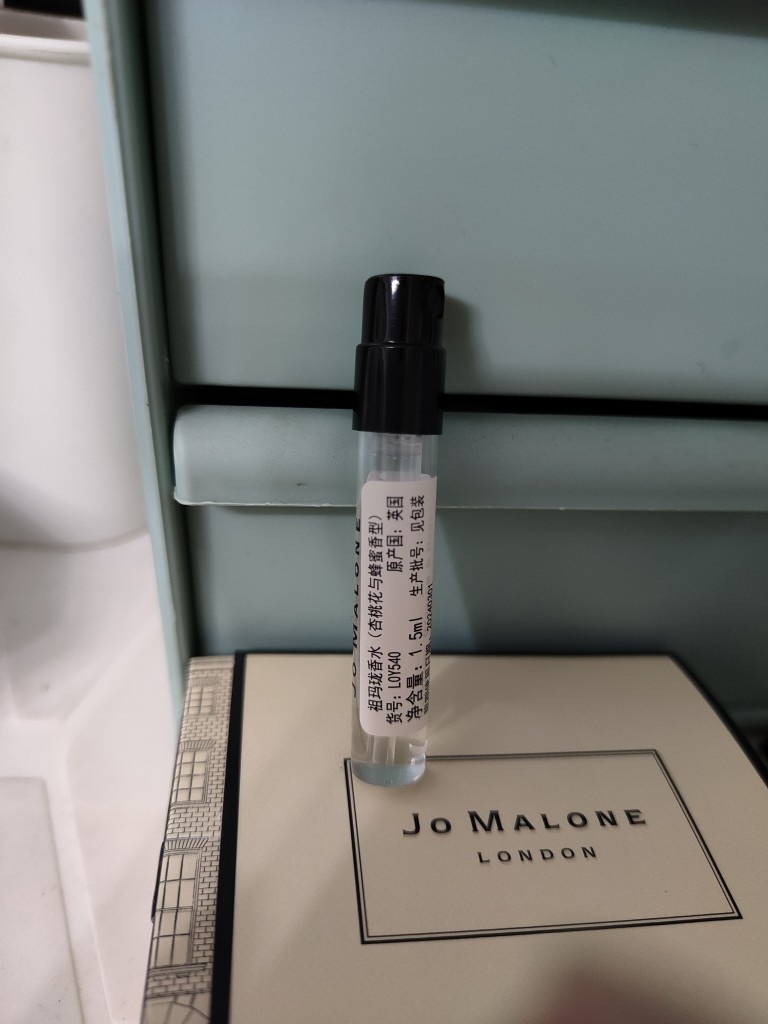 JO MALONE
祖玛珑香水（杏桃花与蜂蜜香型）
货号：L0Y540 原产国：英国
净含量：1.5ml 生产批号：见包装
20240301
JO MALONE
LONDON